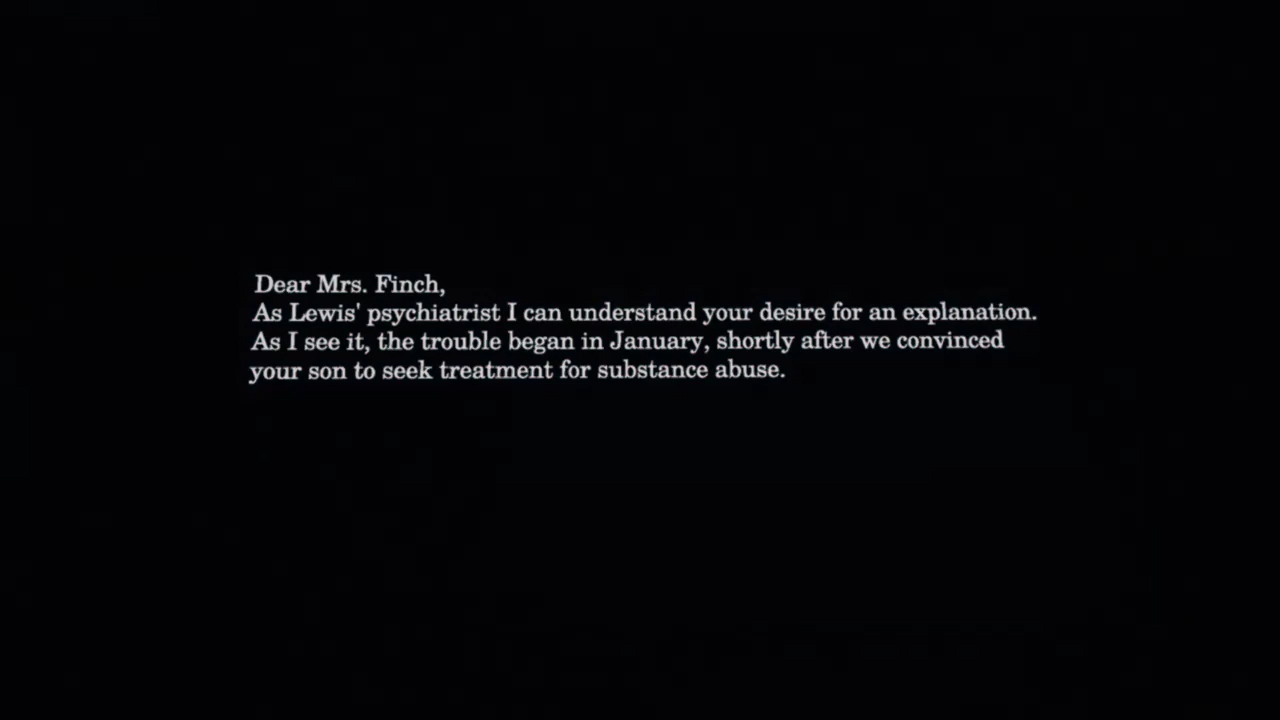 Dear Mrs. Finch,
As Lewis' psychiatrist I can understand your desire for an explanation.
As I see it, the trouble began in January, shortly after we convinced
your son to seek treatment for substance abuse.